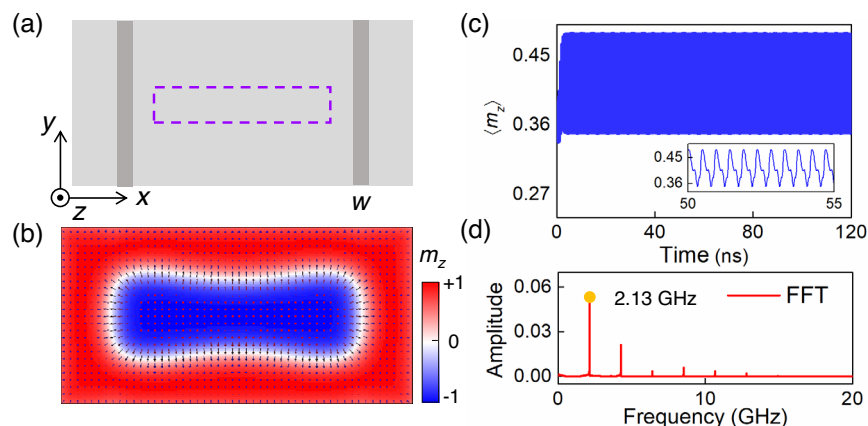 (a)
y
z
x
w
(b)
m_z
+1
0
-1
(c)
⟨m_z⟩
0.45
0.36
0.27
0.45
0.36
50
55
0
40
80
120
Time (ns)
(d)
Amplitude
0.06
0.03
0.00
2.13 GHz
FFT
0
10
20
Frequency (GHz)